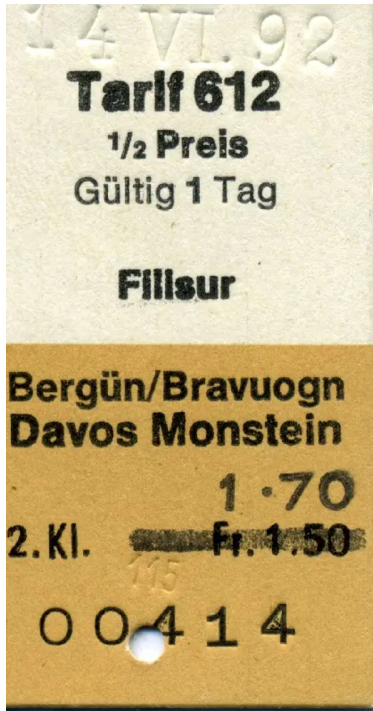 14 VI. 92
Tarif 612
1/2 Preis
Gültig 1 Tag
Filisur
Bergün/Bravuogn
Davos Monstein
1.70
2. Kl. Fr. 1.50
115
00414